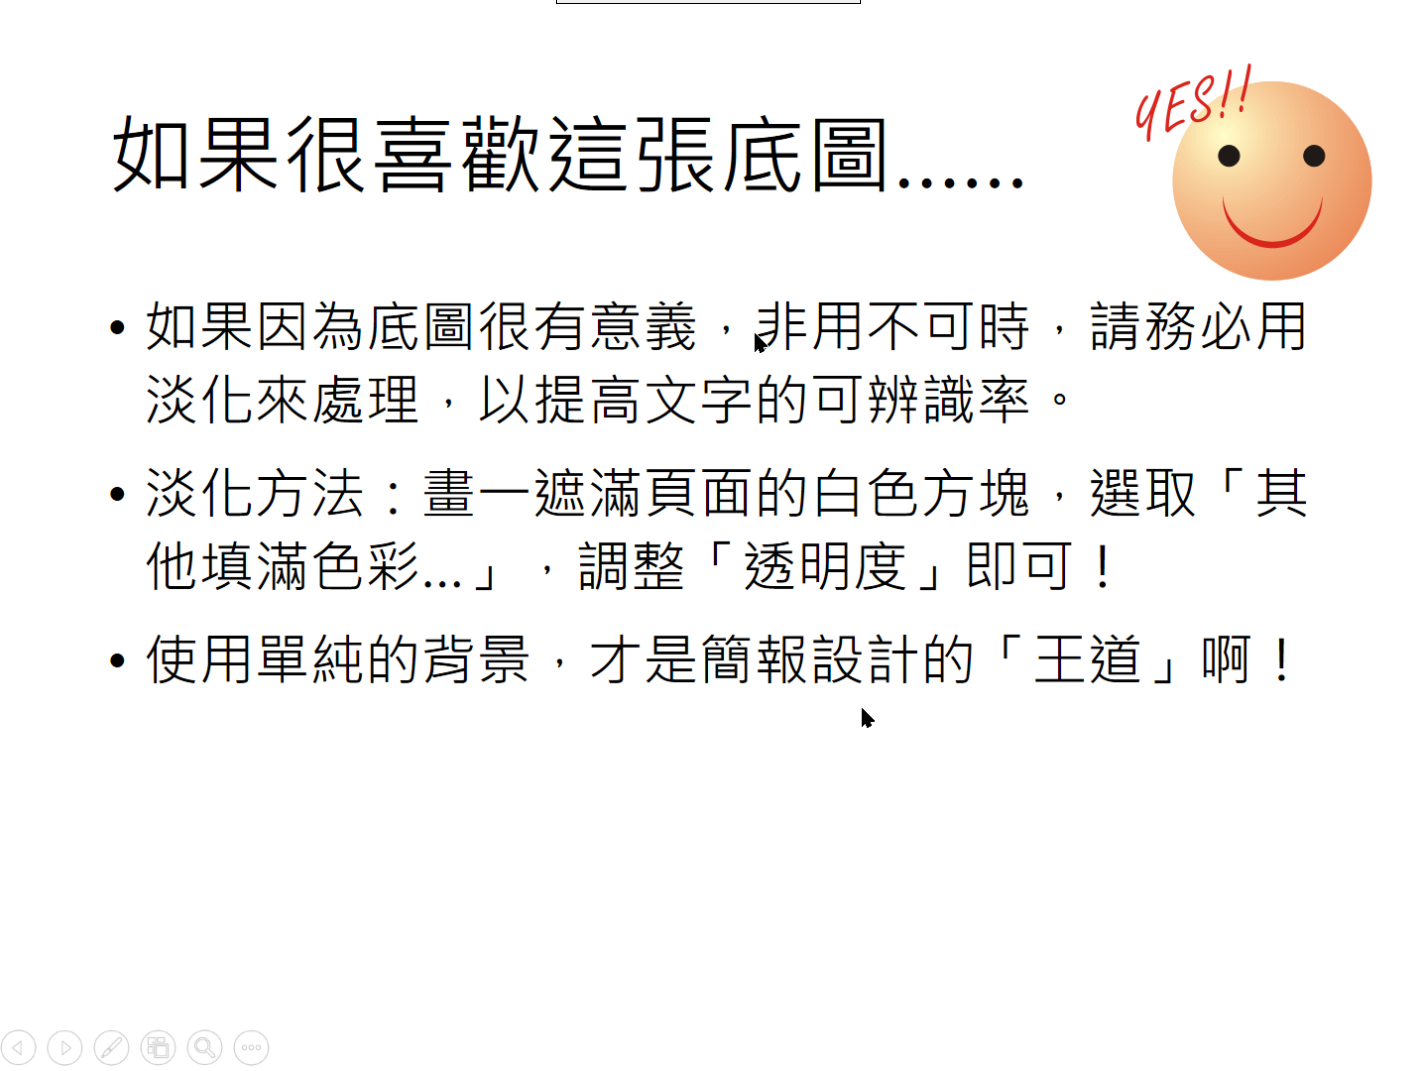 YES!!
如果很喜歡這張底圖......
• 如果因為底圖很有意義，非用不可時，請務必用
淡化來處理，以提高文字的可辨識率。
• 淡化方法：畫一遮滿頁面的白色方塊，選取「其
他填滿色彩...」，調整「透明度」即可！
• 使用單純的背景，才是簡報設計的「王道」啊！